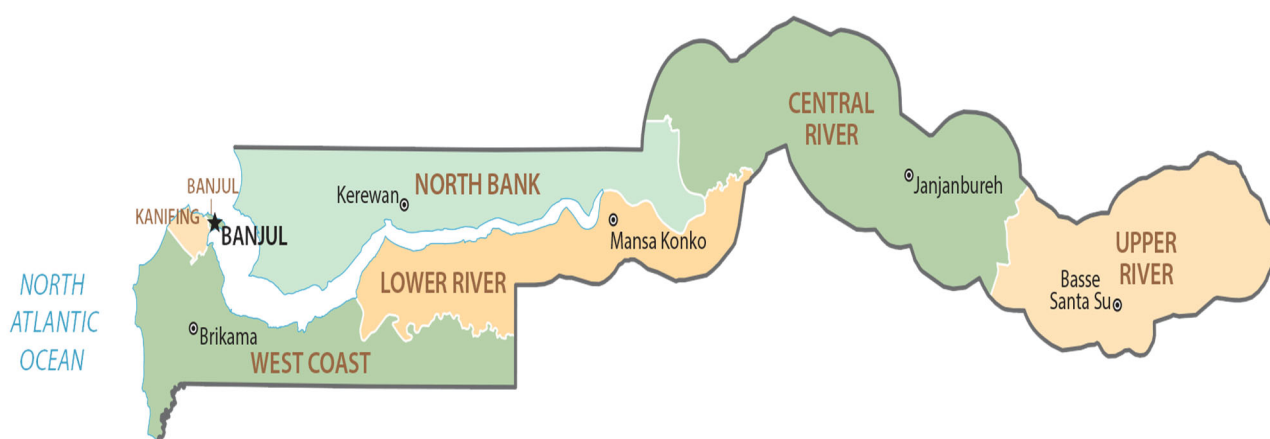 CENTRAL
RIVER
BANJUL
KANIFING
BANJUL
Kerewan
NORTH BANK
Janjanbureh
Mansa Konko
UPPER
RIVER
LOWER RIVER
Basse
Santa Su
NORTH
ATLANTIC
OCEAN
Brikama
WEST COAST